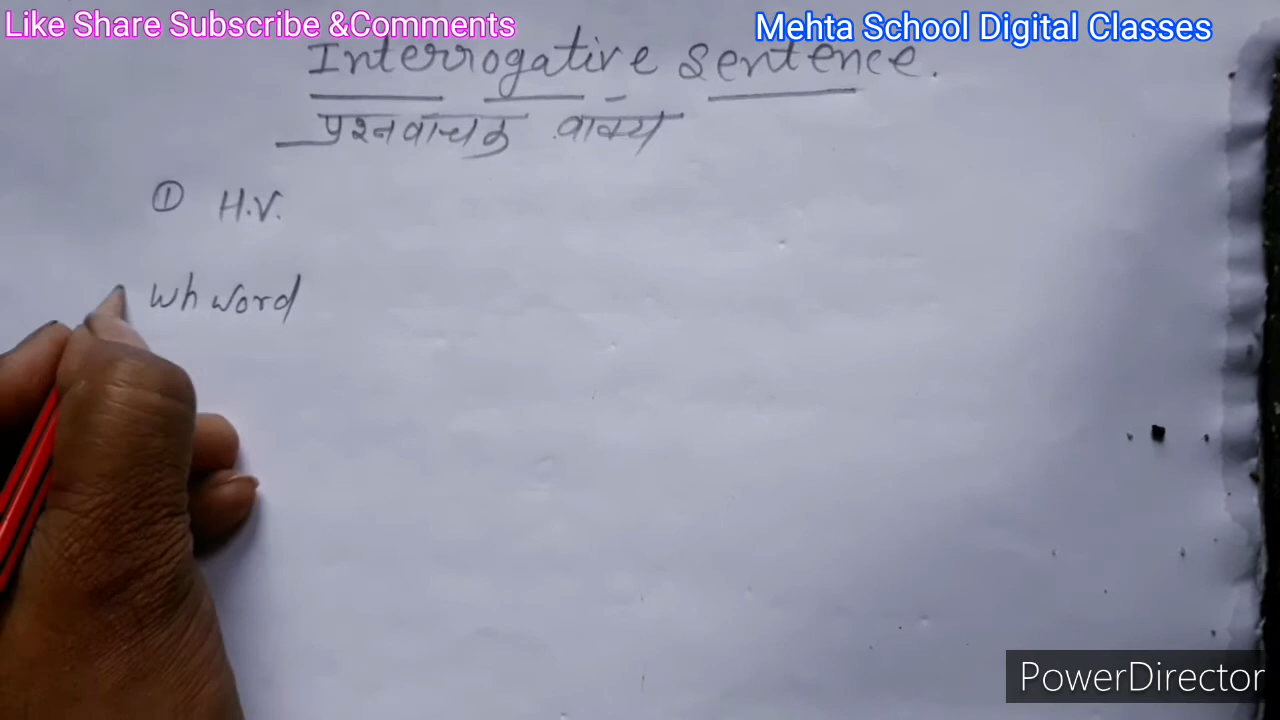 Like Share Subscribe &Comments
Mehta School Digital Classes
Interrogative Sentence.
प्रश्नवाचक वाक्य
① H.V.
Wh Word
PowerDirector